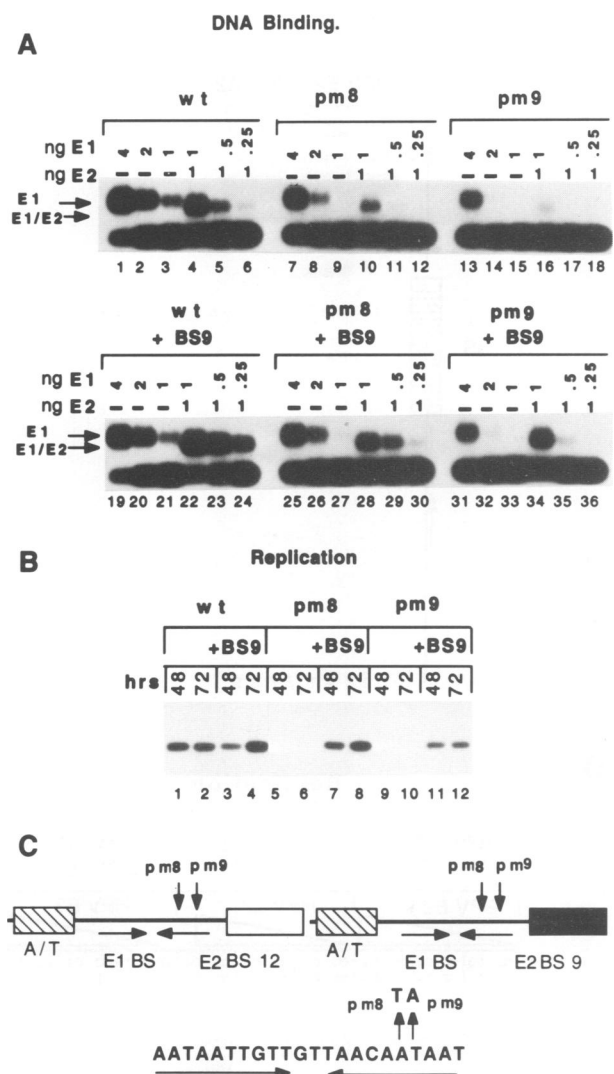 DNA Binding.
A
wt pm8 pm9
ng E1 4 2 1 1 .5 .25 4 2 1 1 .5 .25 4 2 1 1 .5 .25
ng E2 – – – 1 1 1 – – – 1 1 1 – – – 1 1 1
E1
E1/E2
1 2 3 4 5 6 7 8 9 10 11 12 13 14 15 16 17 18
wt pm8 pm9
+ BS9 + BS9 + BS9
ng E1 4 2 1 1 .5 .25 4 2 1 1 .5 .25 4 2 1 1 .5 .25
ng E2 – – – 1 1 1 – – – 1 1 1 – – – 1 1 1
E1
E1/E2
19 20 21 22 23 24 25 26 27 28 29 30 31 32 33 34 35 36
B
Replication
wt pm8 pm9
+BS9 +BS9 +BS9
hrs 48 72 48 72 48 72 48 72 48 72 48 72
1 2 3 4 5 6 7 8 9 10 11 12
C
pm8 pm9 pm8 pm9
A/T E1 BS E2 BS 12 A/T E1 BS E2 BS 9
pm8 T A pm9
AATAATTGTTGTTAACAATAAT